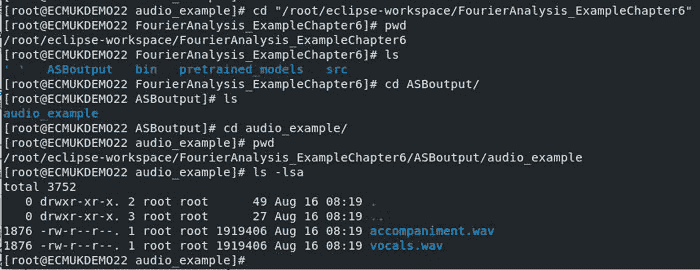 [root@ECMUKDEMO22 audio_example]# cd "/root/eclipse-workspace/FourierAnalysis_ExampleChapter6"
[root@ECMUKDEMO22 FourierAnalysis_ExampleChapter6]# pwd
/root/eclipse-workspace/FourierAnalysis_ExampleChapter6
[root@ECMUKDEMO22 FourierAnalysis_ExampleChapter6]# ls
' '   ASBoutput   bin   pretrained_models   src
[root@ECMUKDEMO22 FourierAnalysis_ExampleChapter6]# cd ASBoutput/
[root@ECMUKDEMO22 ASBoutput]# ls
audio_example
[root@ECMUKDEMO22 ASBoutput]# cd audio_example/
[root@ECMUKDEMO22 audio_example]# pwd
/root/eclipse-workspace/FourierAnalysis_ExampleChapter6/ASBoutput/audio_example
[root@ECMUKDEMO22 audio_example]# ls -lsa
total 3752
   0 drwxr-xr-x. 2 root root      49 Aug 16 08:19 .
   0 drwxr-xr-x. 3 root root      27 Aug 16 08:19 ..
1876 -rw-r--r--. 1 root root 1919406 Aug 16 08:19 accompaniment.wav
1876 -rw-r--r--. 1 root root 1919406 Aug 16 08:19 vocals.wav
[root@ECMUKDEMO22 audio_example]#